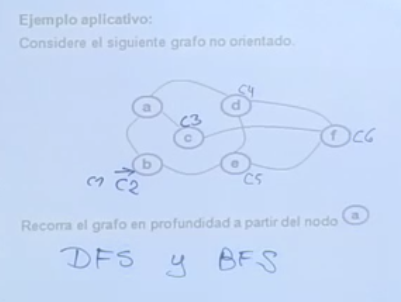 Ejemplo aplicativo:
Considere el siguiente grafo no orientado.
C4
a d
C3
c f C6
b e
C1 C2 C5
Recorra el grafo en profundidad a partir del nodo a
DFS y BFS